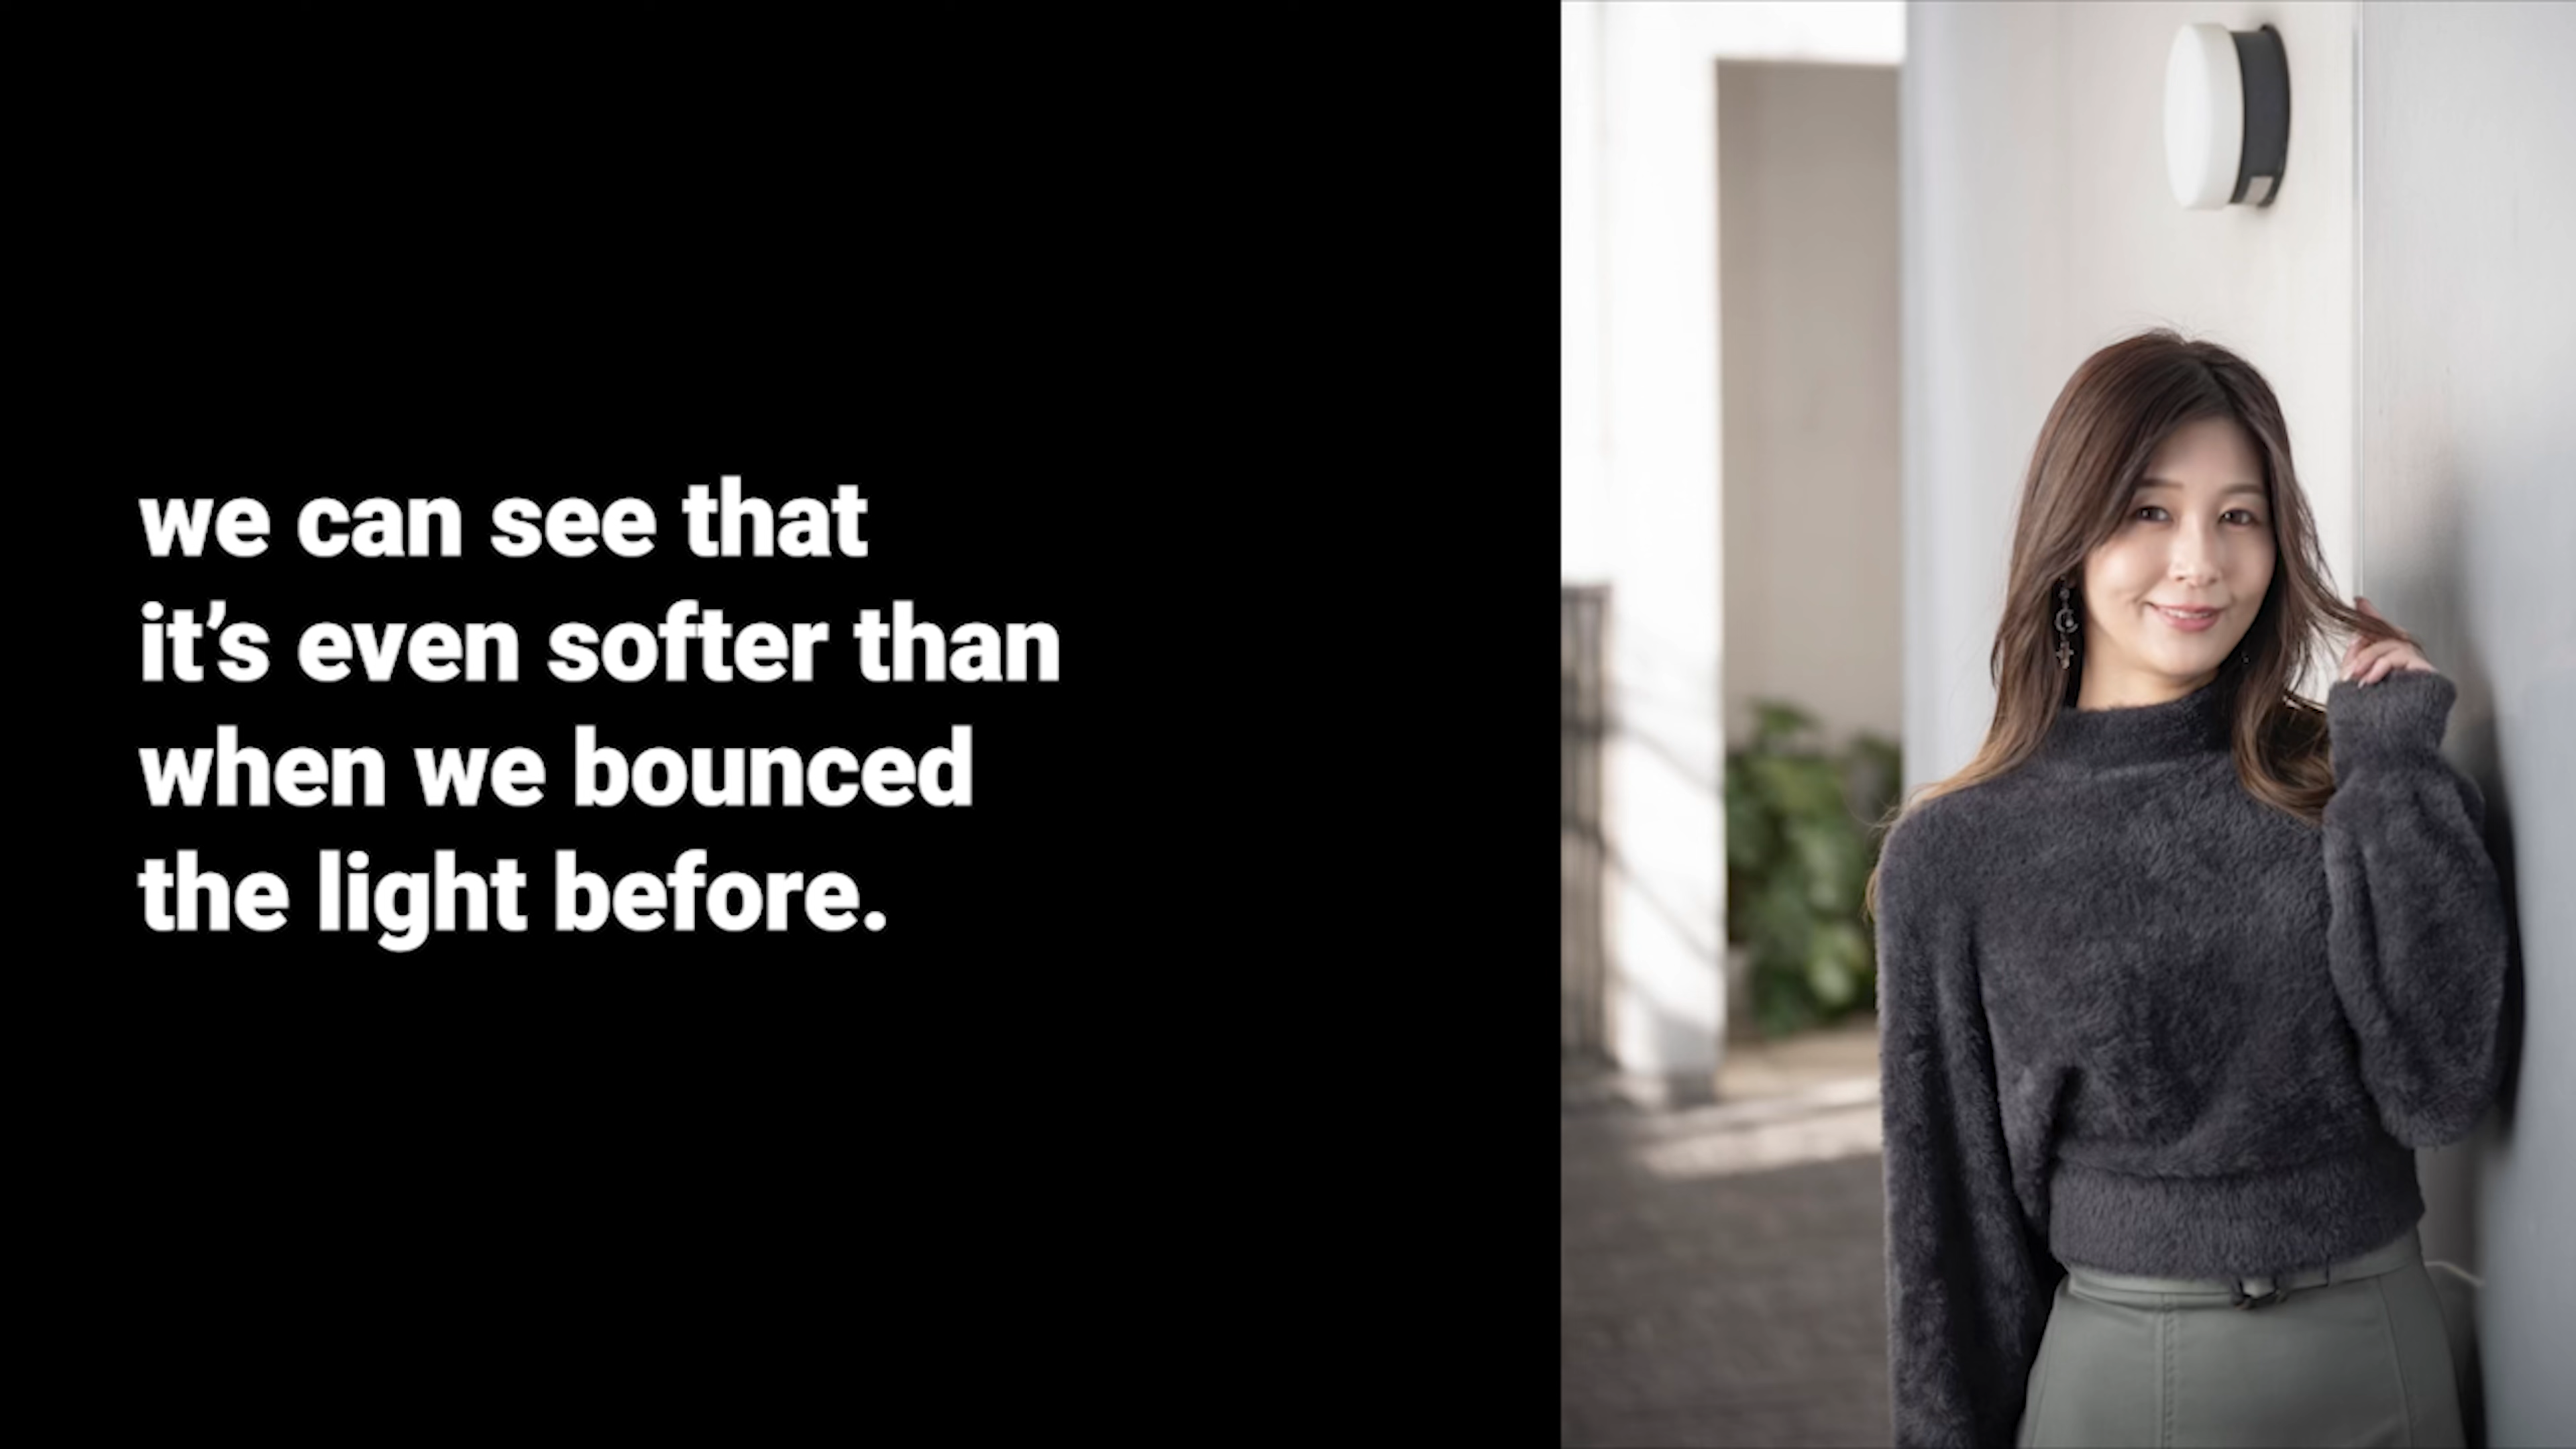 we can see that
it’s even softer than
when we bounced
the light before.